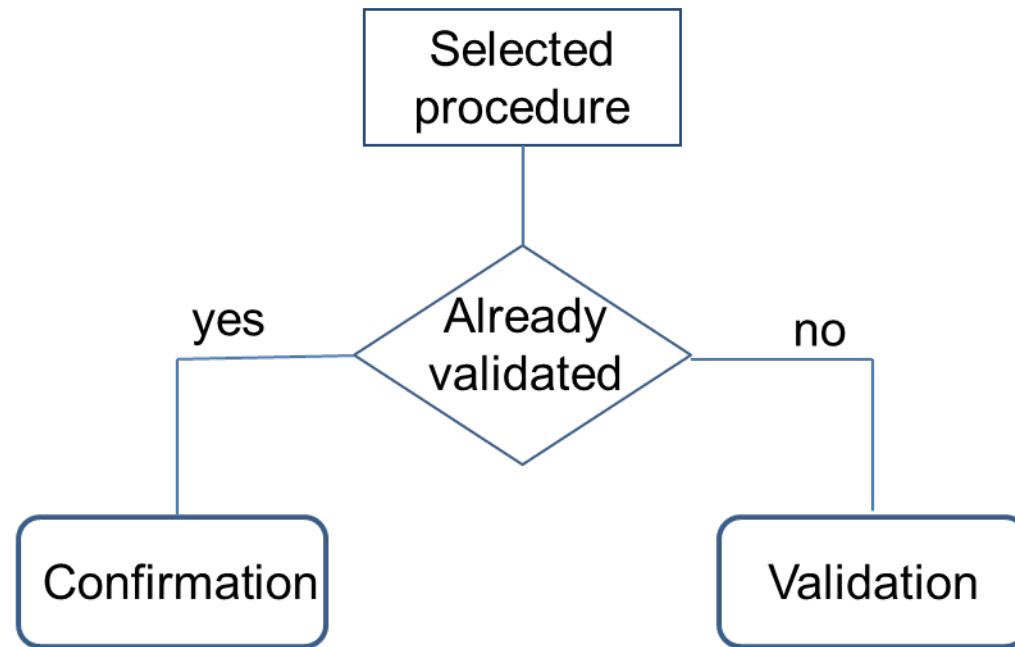 Selected
procedure
Already
validated
yes
no
Confirmation
Validation